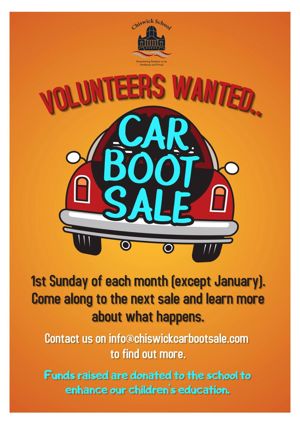 Chiswick School
VOLUNTEERS WANTED..
CAR
BOOT
SALE
1st Sunday of each month (except January).
Come along to the next sale and learn more
about what happens.
Contact us on info@chiswickcarbootsale.com
to find out more.
Funds raised are donated to the school to
enhance our children's education.